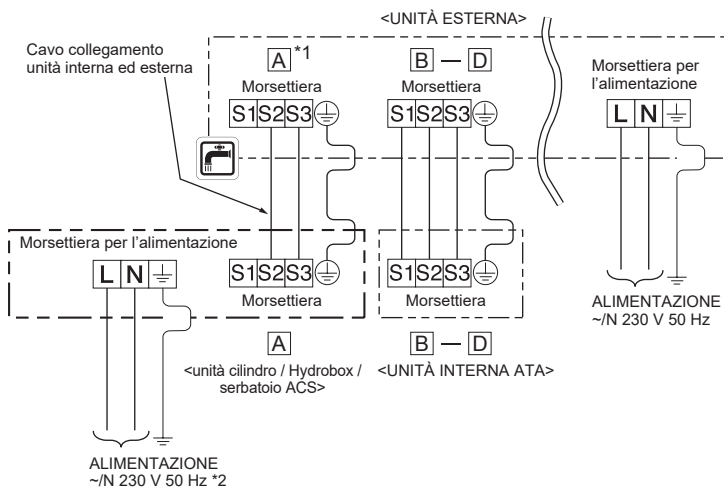 <UNITÀ ESTERNA>
Cavo collegamento
unità interna ed esterna
A *1
Morsettiera
S1 S2 S3
B — D
Morsettiera
S1 S2 S3
Morsettiera per
l'alimentazione
L N
Morsettiera per l'alimentazione
L N
S1 S2 S3
Morsettiera
S1 S2 S3
Morsettiera
ALIMENTAZIONE
~/N 230 V 50 Hz
A
<unità cilindro / Hydrobox /
serbatoio ACS>
B — D
<UNITÀ INTERNA ATA>
ALIMENTAZIONE
~/N 230 V 50 Hz *2